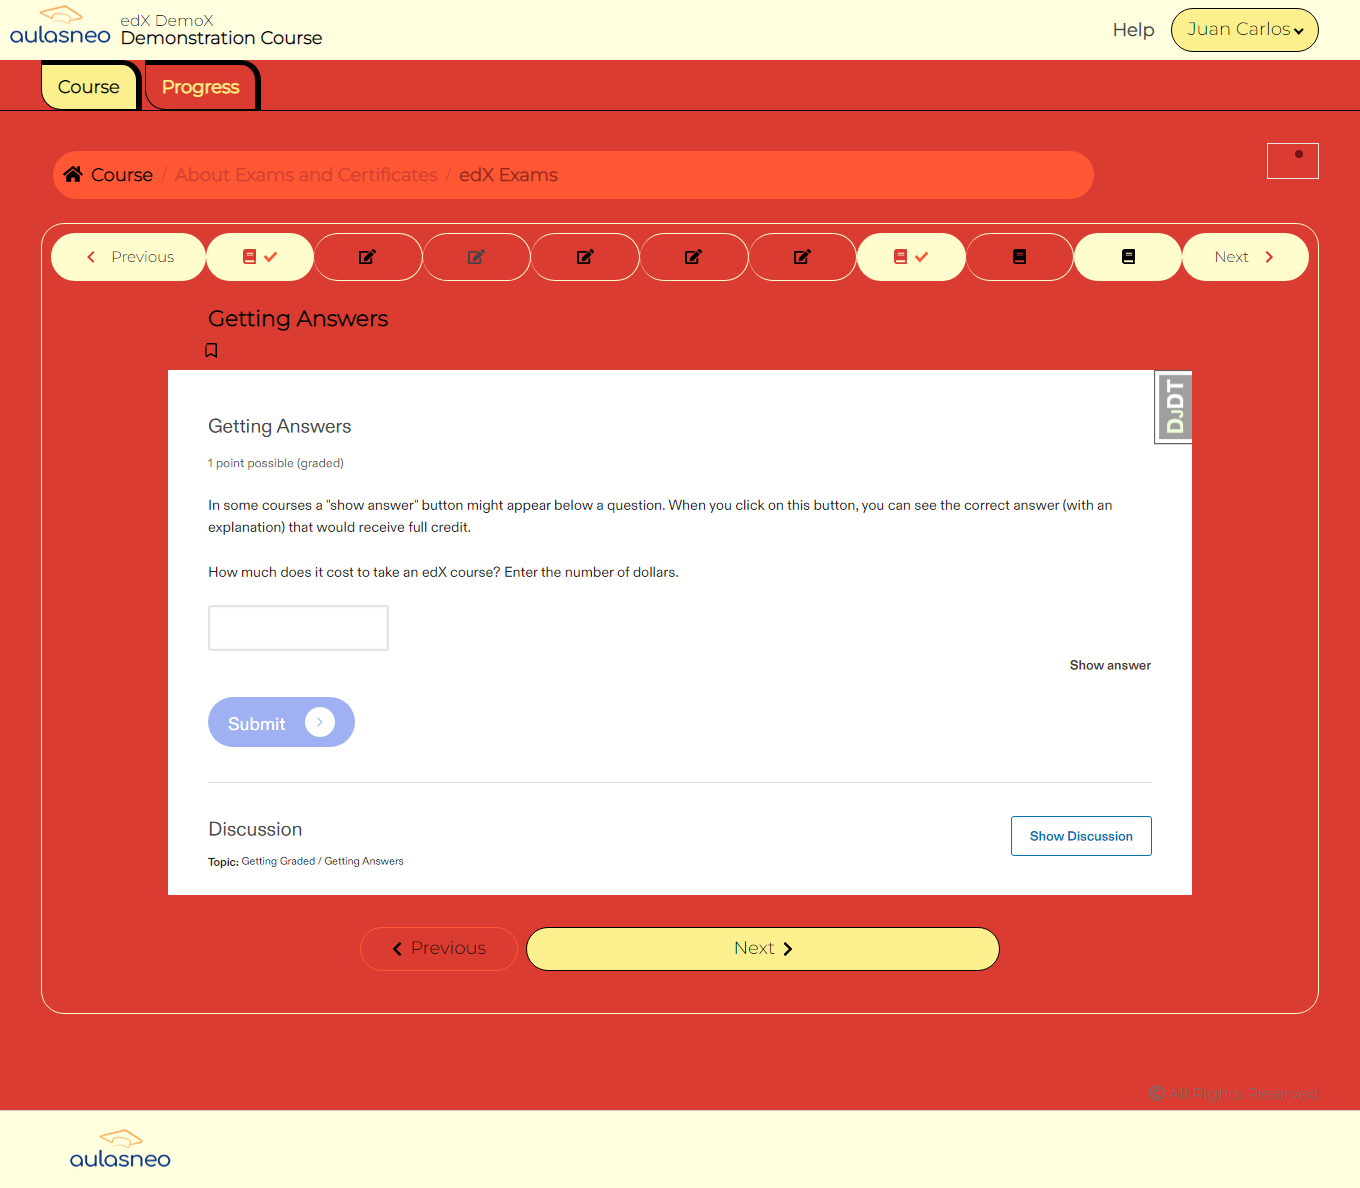 aulasneo
edX DemoX
Demonstration Course
Help
Juan Carlos
Course
Progress
Course / About Exams and Certificates / edX Exams
Previous
Next
Getting Answers
DjDT
Getting Answers
1 point possible (graded)
In some courses a "show answer" button might appear below a question. When you click on this button, you can see the correct answer (with an
explanation) that would receive full credit.
How much does it cost to take an edX course? Enter the number of dollars.
Show answer
Submit
Discussion
Show Discussion
Topic: Getting Graded / Getting Answers
Previous
Next
© All Rights Reserved
aulasneo